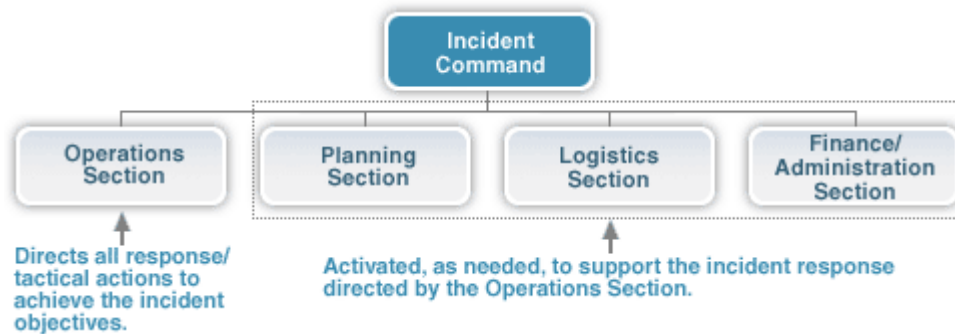 Incident
Command
Operations
Section
Planning
Section
Logistics
Section
Finance/
Administration
Section
Directs all response/
tactical actions to
achieve the incident
objectives.
Activated, as needed, to support the incident response
directed by the Operations Section.